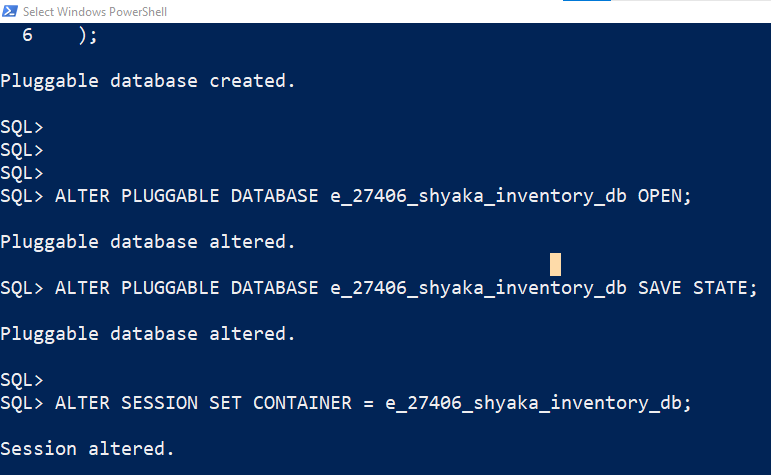 Select Windows PowerShell
  6    );
Pluggable database created.
SQL>
SQL>
SQL>
SQL> ALTER PLUGGABLE DATABASE e_27406_shyaka_inventory_db OPEN;
Pluggable database altered.
SQL> ALTER PLUGGABLE DATABASE e_27406_shyaka_inventory_db SAVE STATE;
Pluggable database altered.
SQL>
SQL> ALTER SESSION SET CONTAINER = e_27406_shyaka_inventory_db;
Session altered.